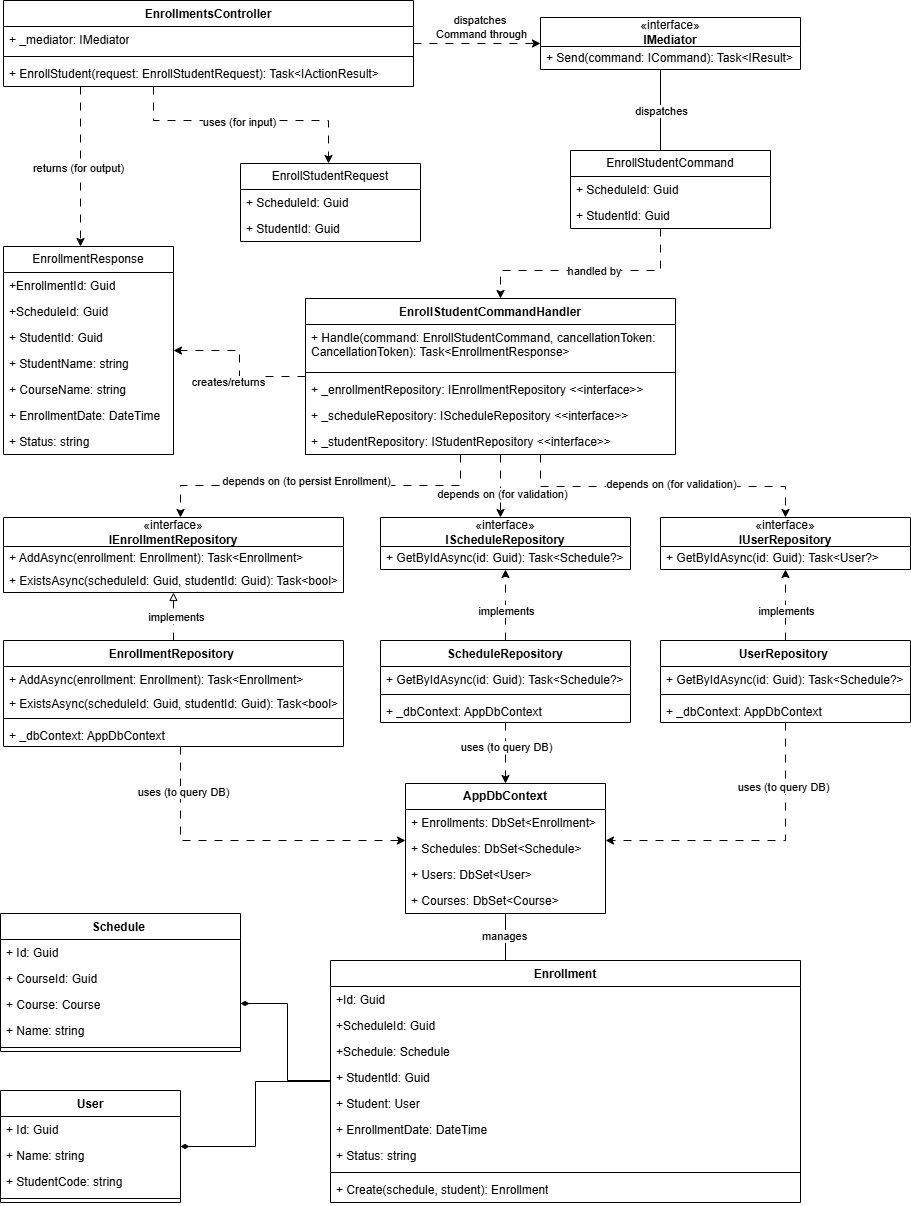 EnrollmentsController
+ _mediator: IMediator
+ EnrollStudent(request: EnrollStudentRequest): Task<IActionResult>
dispatches
Command through
«interface»
IMediator
+ Send(command: ICommand): Task<IResult>
dispatches
uses (for input)
returns (for output)
EnrollStudentCommand
+ ScheduleId: Guid
+ StudentId: Guid
EnrollStudentRequest
+ ScheduleId: Guid
+ StudentId: Guid
EnrollmentResponse
+EnrollmentId: Guid
+ScheduleId: Guid
+ StudentId: Guid
+ StudentName: string
+ CourseName: string
+ EnrollmentDate: DateTime
+ Status: string
handled by
EnrollStudentCommandHandler
+ Handle(command: EnrollStudentCommand, cancellationToken:
CancellationToken): Task<EnrollmentResponse>
+ _enrollmentRepository: IEnrollmentRepository <<interface>>
+ _scheduleRepository: IScheduleRepository <<interface>>
+ _studentRepository: IStudentRepository <<interface>>
creates/returns
depends on (to persist Enrollment)
depends on (for validation)
depends on (for validation)
«interface»
IEnrollmentRepository
+ AddAsync(enrollment: Enrollment): Task<Enrollment>
+ ExistsAsync(scheduleId: Guid, studentId: Guid): Task<bool>
«interface»
IScheduleRepository
+ GetByIdAsync(id: Guid): Task<Schedule?>
«interface»
IUserRepository
+ GetByIdAsync(id: Guid): Task<User?>
implements
implements
implements
EnrollmentRepository
+ AddAsync(enrollment: Enrollment): Task<Enrollment>
+ ExistsAsync(scheduleId: Guid, studentId: Guid): Task<bool>
+ _dbContext: AppDbContext
ScheduleRepository
+ GetByIdAsync(id: Guid): Task<Schedule?>
+ _dbContext: AppDbContext
UserRepository
+ GetByIdAsync(id: Guid): Task<Schedule?>
+ _dbContext: AppDbContext
uses (to query DB)
uses (to query DB)
uses (to query DB)
AppDbContext
+ Enrollments: DbSet<Enrollment>
+ Schedules: DbSet<Schedule>
+ Users: DbSet<User>
+ Courses: DbSet<Course>
manages
Schedule
+ Id: Guid
+ CourseId: Guid
+ Course: Course
+ Name: string
User
+ Id: Guid
+ Name: string
+ StudentCode: string
Enrollment
+Id: Guid
+ScheduleId: Guid
+Schedule: Schedule
+ StudentId: Guid
+ Student: User
+ EnrollmentDate: DateTime
+ Status: string
+ Create(schedule, student): Enrollment